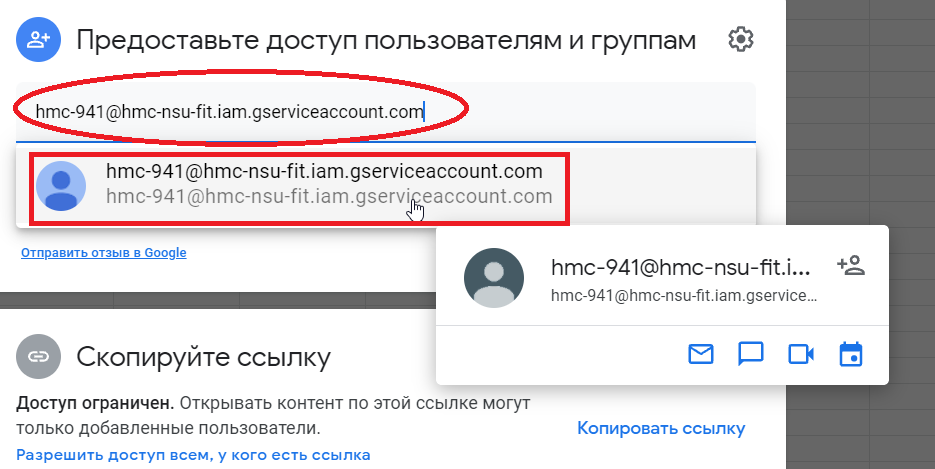 Предоставьте доступ пользователям и группам
hmc-941@hmc-nsu-fit.iam.gserviceaccount.com
hmc-941@hmc-nsu-fit.iam.gserviceaccount.com
hmc-941@hmc-nsu-fit.iam.gserviceaccount.com
Отправить отзыв в Google
hmc-941@hmc-nsu-fit.i...
hmc-941@hmc-nsu-fit.iam.gservice...
Скопируйте ссылку
Доступ ограничен. Открывать контент по этой ссылке могут
только добавленные пользователи.
Копировать ссылку
Разрешить доступ всем, у кого есть ссылка